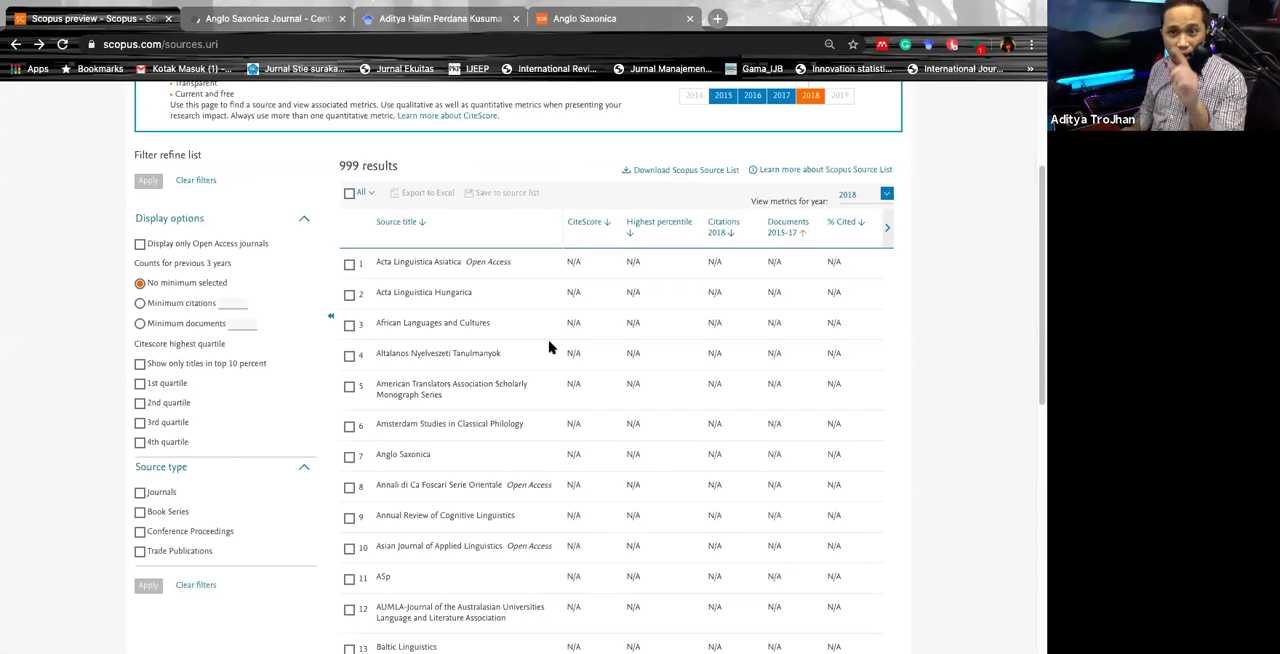 Scopus preview - Scopus - So
Anglo Saxonica Journal - Cent
Aditya Halim Perdana Kusuma
Anglo Saxonica
scopus.com/sources.uri
Apps
Bookmarks
Kotak Masuk (1) -...
Jurnal Stie suraka...
Jurnal Ekuitas
IJEEP
International Revi...
Jurnal Manajemen...
Gama_IJB
Innovation statisti...
International Jour...
»
Aditya TroJhan
Transparent
Current and free
Use this page to find a source and view associated metrics. Use qualitative as well as quantitative metrics when presenting your
research impact. Always use more than one quantitative metric. Learn more about CiteScore.
2014 2015 2016 2017 2018 2019
Filter refine list
Apply Clear filters
Display options
Display only Open Access journals
Counts for previous 3 years
No minimum selected
Minimum citations
Minimum documents
Citescore highest quartile
Show only titles in top 10 percent
1st quartile
2nd quartile
3rd quartile
4th quartile
Source type
Journals
Book Series
Conference Proceedings
Trade Publications
Apply Clear filters
999 results
Download Scopus Source List
Learn more about Scopus Source List
All
Export to Excel
Save to source list
View metrics for year:
2018
Source title ↓ CiteScore ↓ Highest percentile ↓ Citations 2018 ↓ Documents 2015-17 ↑ % Cited ↓
1 Acta Linguistica Asiatica Open Access N/A N/A N/A N/A N/A
2 Acta Linguistica Hungarica N/A N/A N/A N/A N/A
3 African Languages and Cultures N/A N/A N/A N/A N/A
4 Altalanos Nyelveszeti Tanulmanyok N/A N/A N/A N/A N/A
5 American Translators Association Scholarly N/A N/A N/A N/A N/A
Monograph Series
6 Amsterdam Studies in Classical Philology N/A N/A N/A N/A N/A
7 Anglo Saxonica N/A N/A N/A N/A N/A
8 Annali di Ca Foscari Serie Orientale Open Access N/A N/A N/A N/A N/A
9 Annual Review of Cognitive Linguistics N/A N/A N/A N/A N/A
10 Asian Journal of Applied Linguistics Open Access N/A N/A N/A N/A N/A
11 ASp N/A N/A N/A N/A N/A
12 AUMLA-Journal of the Australasian Universities N/A N/A N/A N/A N/A
Language and Literature Association
13 Baltic Linguistics N/A N/A N/A N/A N/A